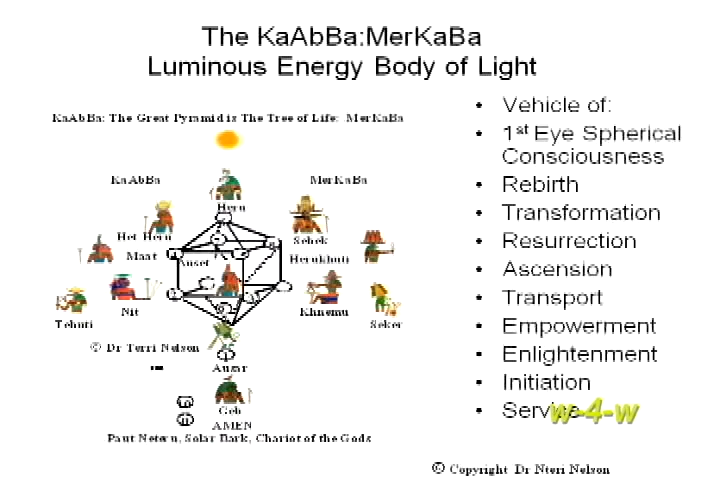 The KaAbBa:MerKaBa
Luminous Energy Body of Light
KaAbBa: The Great Pyramid is The Tree of Life: MerKaBa
KaAbBa
MerKaBa
Heru
Het Heru
Sebek
Maat
Auset
Herukhuti
Tehuti
Nit
Khnemu
Seker
© Dr Terri Nelson
Ausar
Geb
AMEN
Paut Neteru, Solar Bark, Chariot of the Gods
• Vehicle of:
• 1st Eye Spherical
Consciousness
• Rebirth
• Transformation
• Resurrection
• Ascension
• Transport
• Empowerment
• Enlightenment
• Initiation
• Service
w-4-w
© Copyright Dr Nteri Nelson